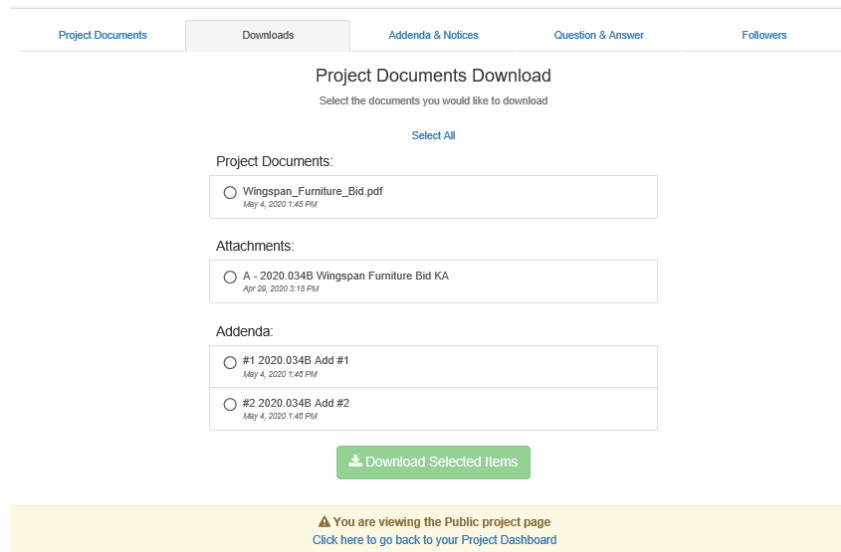 Project Documents Downloads Addenda & Notices Question & Answer Followers
Project Documents Download
Select the documents you would like to download
Select All
Project Documents:
Wingspan_Furniture_Bid.pdf
May 4, 2020 1:45 PM
Attachments:
A - 2020.034B Wingspan Furniture Bid KA
Apr 29, 2020 3:18 PM
Addenda:
#1 2020.034B Add #1
May 4, 2020 1:46 PM
#2 2020.034B Add #2
May 4, 2020 1:46 PM
Download Selected Items
You are viewing the Public project page
Click here to go back to your Project Dashboard